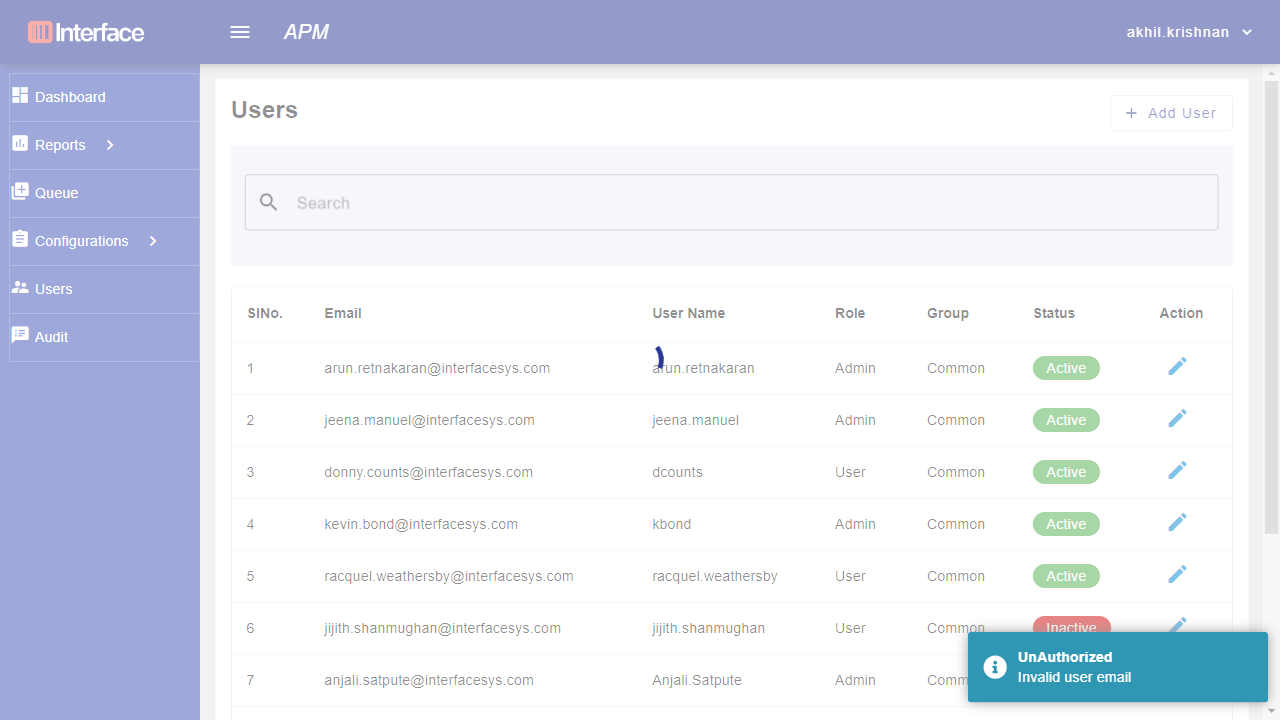 Interface
APM
akhil.krishnan
Dashboard
Reports
Queue
Configurations
Users
Audit
Users
+ Add User
Search
SlNo. Email User Name Role Group Status Action
1 arun.retnakaran@interfacesys.com arun.retnakaran Admin Common Active
2 jeena.manuel@interfacesys.com jeena.manuel Admin Common Active
3 donny.counts@interfacesys.com dcounts User Common Active
4 kevin.bond@interfacesys.com kbond Admin Common Active
5 racquel.weathersby@interfacesys.com racquel.weathersby User Common Active
6 jijith.shanmughan@interfacesys.com jijith.shanmughan User Common Inactive
7 anjali.satpute@interfacesys.com Anjali.Satpute Admin
UnAuthorized
Invalid user email